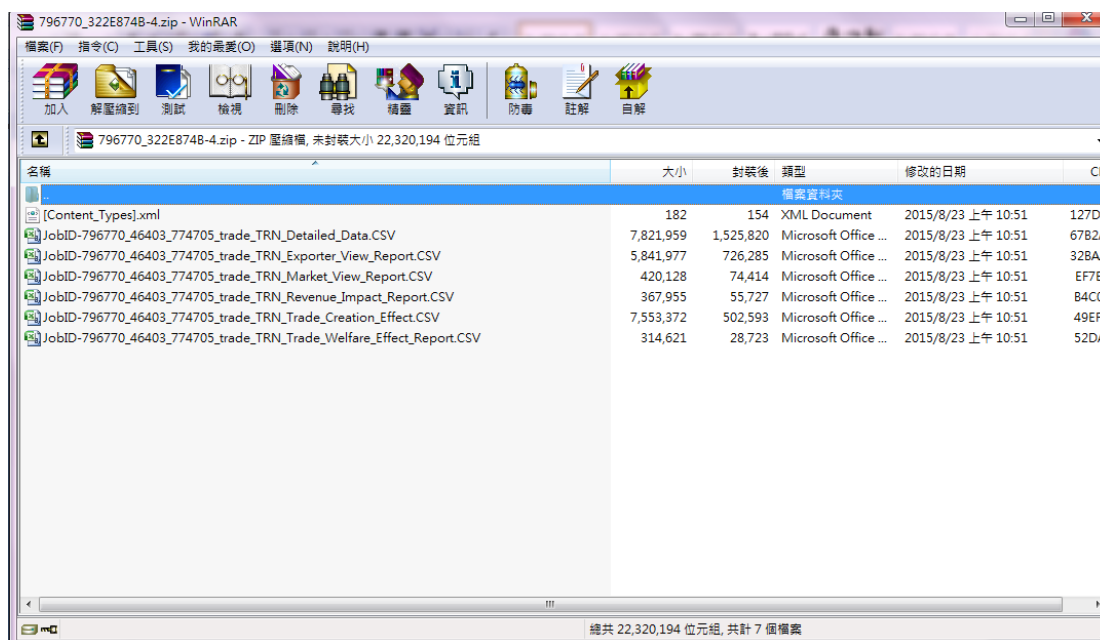 796770_322E874B-4.zip - WinRAR
檔案(F) 指令(C) 工具(S) 我的最愛(O) 選項(N) 說明(H)
加入 解壓縮到 測試 檢視 刪除 尋找 精靈 資訊 防毒 註解 自解
796770_322E874B-4.zip - ZIP 壓縮檔, 未封裝大小 22,320,194 位元組
名稱 大小 封裝後 類型 修改的日期 C
.. 檔案資料夾
[Content_Types].xml 182 154 XML Document 2015/8/23 上午 10:51 127D
JobID-796770_46403_774705_trade_TRN_Detailed_Data.CSV 7,821,959 1,525,820 Microsoft Office ... 2015/8/23 上午 10:51 67B2
JobID-796770_46403_774705_trade_TRN_Exporter_View_Report.CSV 5,841,977 726,285 Microsoft Office ... 2015/8/23 上午 10:51 32BA
JobID-796770_46403_774705_trade_TRN_Market_View_Report.CSV 420,128 74,414 Microsoft Office ... 2015/8/23 上午 10:51 EF7
JobID-796770_46403_774705_trade_TRN_Revenue_Impact_Report.CSV 367,955 55,727 Microsoft Office ... 2015/8/23 上午 10:51 B4C
JobID-796770_46403_774705_trade_TRN_Trade_Creation_Effect.CSV 7,553,372 502,593 Microsoft Office ... 2015/8/23 上午 10:51 49E
JobID-796770_46403_774705_trade_TRN_Trade_Welfare_Effect_Report.CSV 314,621 28,723 Microsoft Office ... 2015/8/23 上午 10:51 52D
總共 22,320,194 位元組, 共計 7 個檔案